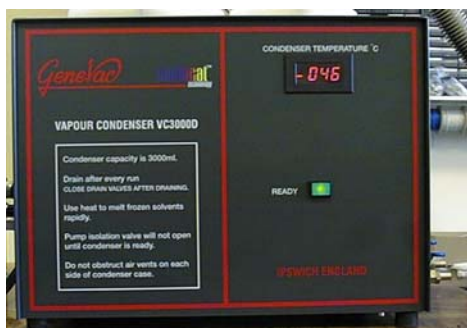 GeneVac
VAPOUR CONDENSER VC3000D
Condenser capacity is 3000ml.
Drain after every run
CLOSE DRAIN VALVES AFTER DRAINING.
Use heat to melt frozen solvents
rapidly.
Pump isolation valve will not open
until condenser is ready.
Do not obstruct air vents on each
side of condenser case.
CONDENSER TEMPERATURE °C
-046
READY
IPSWICH ENGLAND